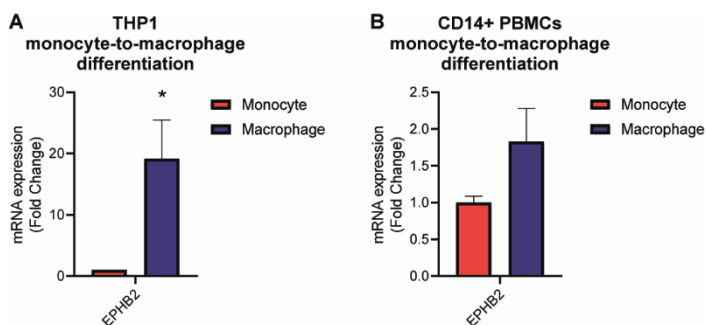 A
THP1
monocyte-to-macrophage
differentiation
mRNA expression
(Fold Change)
30
20
10
0
*
Monocyte
Macrophage
EPHB2
B
CD14+ PBMCs
monocyte-to-macrophage
differentiation
mRNA expression
(Fold Change)
2.5
2.0
1.5
1.0
0.5
0.0
Monocyte
Macrophage
EPHB2